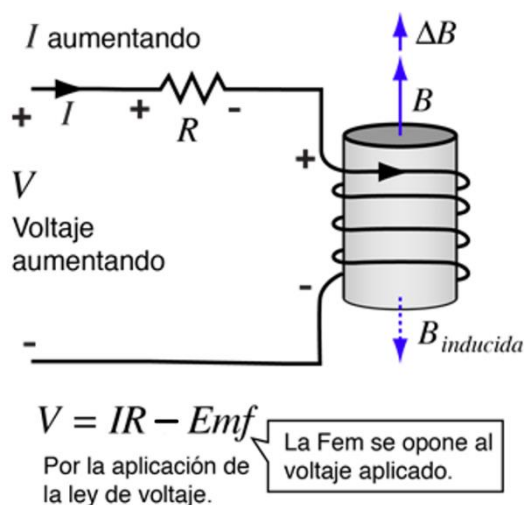 I aumentando
ΔB
B
+ I + R -
+
V
Voltaje
aumentando
-
-
B inducida
V = IR − Emf
Por la aplicación de
la ley de voltaje.
La Fem se opone al
voltaje aplicado.